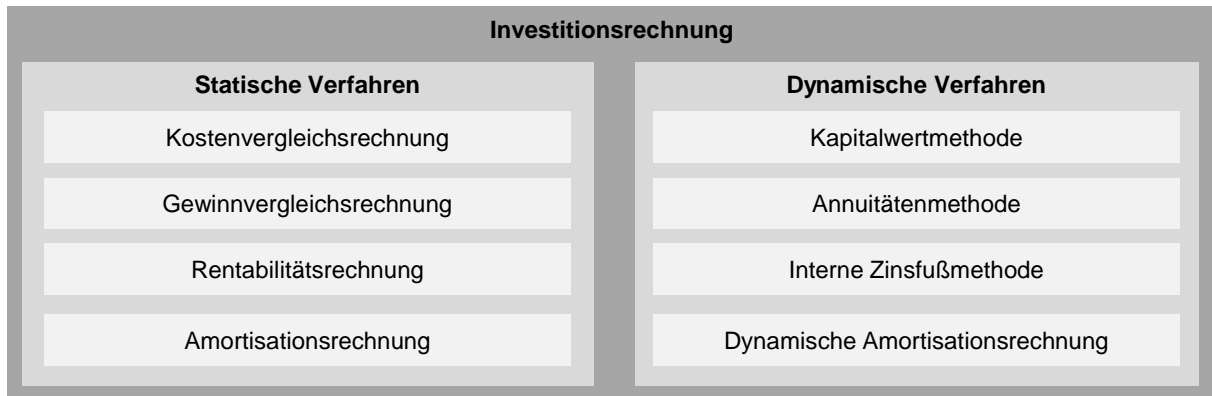 Investitionsrechnung
Statische Verfahren
Kostenvergleichsrechnung
Gewinnvergleichsrechnung
Rentabilitätsrechnung
Amortisationsrechnung
Dynamische Verfahren
Kapitalwertmethode
Annuitätenmethode
Interne Zinsfußmethode
Dynamische Amortisationsrechnung